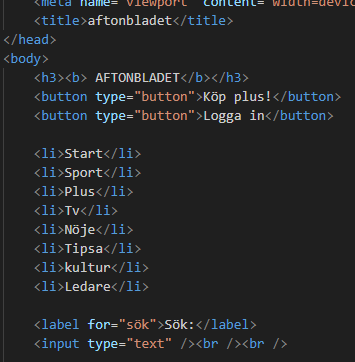 <meta name="viewport" content="width=devic
<title>aftonbladet</title>
</head>
<body>
<h3><b> AFTONBLADET</b></h3>
<button type="button">Köp plus!</button>
<button type="button">Logga in</button>
<li>Start</li>
<li>Sport</li>
<li>Plus</li>
<li>Tv</li>
<li>Nöje</li>
<li>Tipsa</li>
<li>kultur</li>
<li>Ledare</li>
<label for="sök">Sök:</label>
<input type="text" /><br /><br />